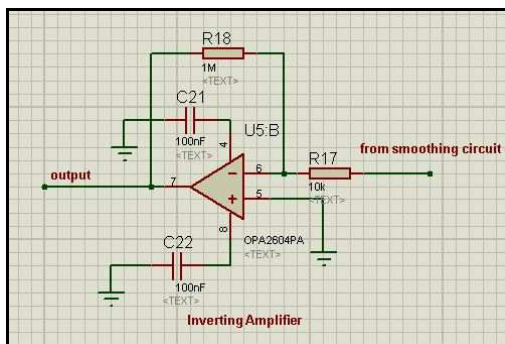 R18
1M
<TEXT>
C21
100nF
<TEXT>
U5:B
4
6
5
7
8
R17
10k
<TEXT>
from smoothing circuit
output
OPA2604PA
<TEXT>
C22
100nF
<TEXT>
Inverting Amplifier